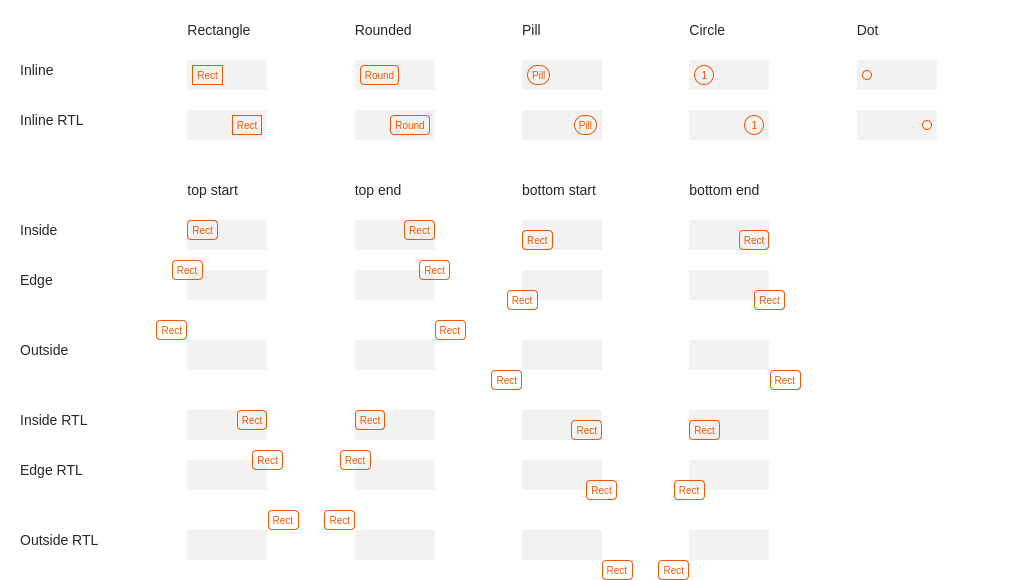 Rectangle Rounded Pill Circle Dot
Inline Rect Round Pill 1
Inline RTL Rect Round Pill 1
top start top end bottom start bottom end
Inside Rect Rect Rect Rect
Edge Rect Rect Rect Rect
Outside Rect Rect Rect Rect
Inside RTL Rect Rect Rect Rect
Edge RTL Rect Rect Rect Rect
Outside RTL Rect Rect Rect Rect